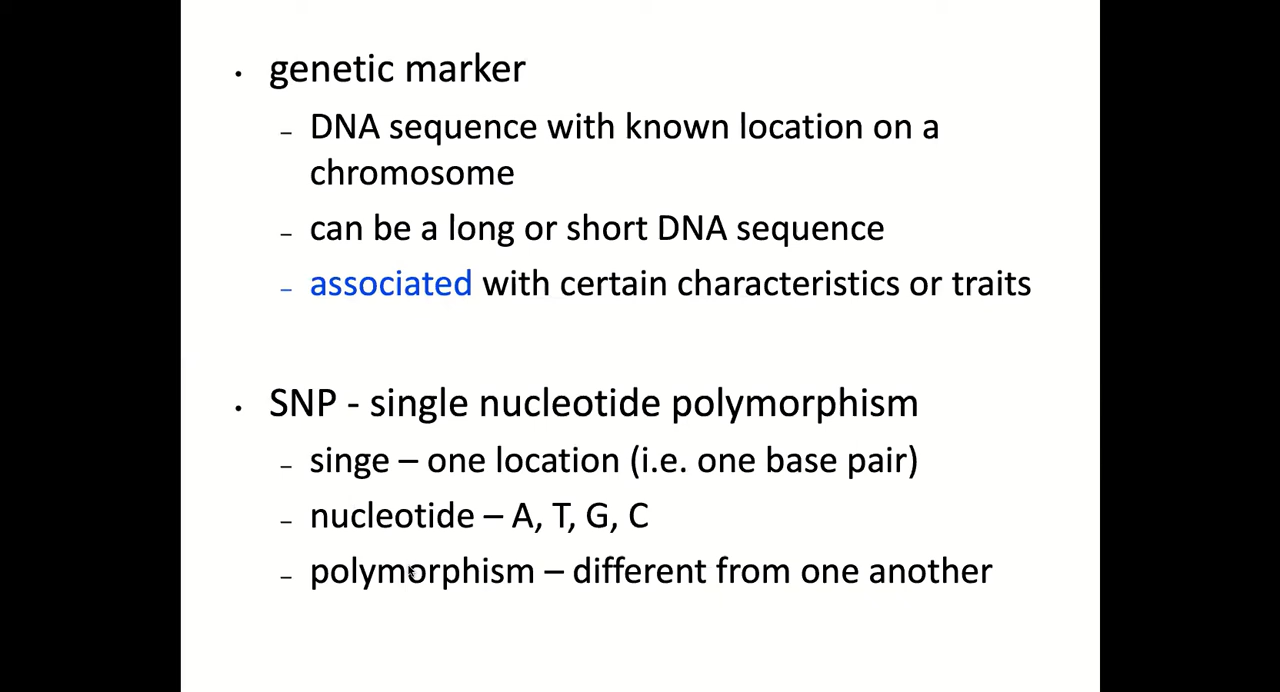 • genetic marker
– DNA sequence with known location on a
chromosome
– can be a long or short DNA sequence
– associated with certain characteristics or traits
• SNP - single nucleotide polymorphism
– singe – one location (i.e. one base pair)
– nucleotide – A, T, G, C
– polymorphism – different from one another